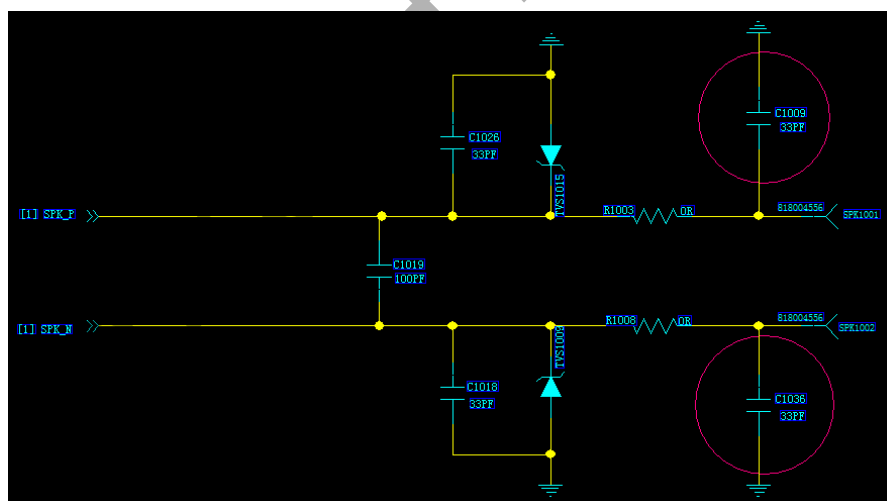 C1009
33PF
C1026
33PF
TVS1015
[1] SPK_P
R1003
0R
818004556
SPK1001
C1019
100PF
[1] SPK_N
R1008
0R
818004556
SPK1002
TVS1009
C1018
33PF
C1036
33PF